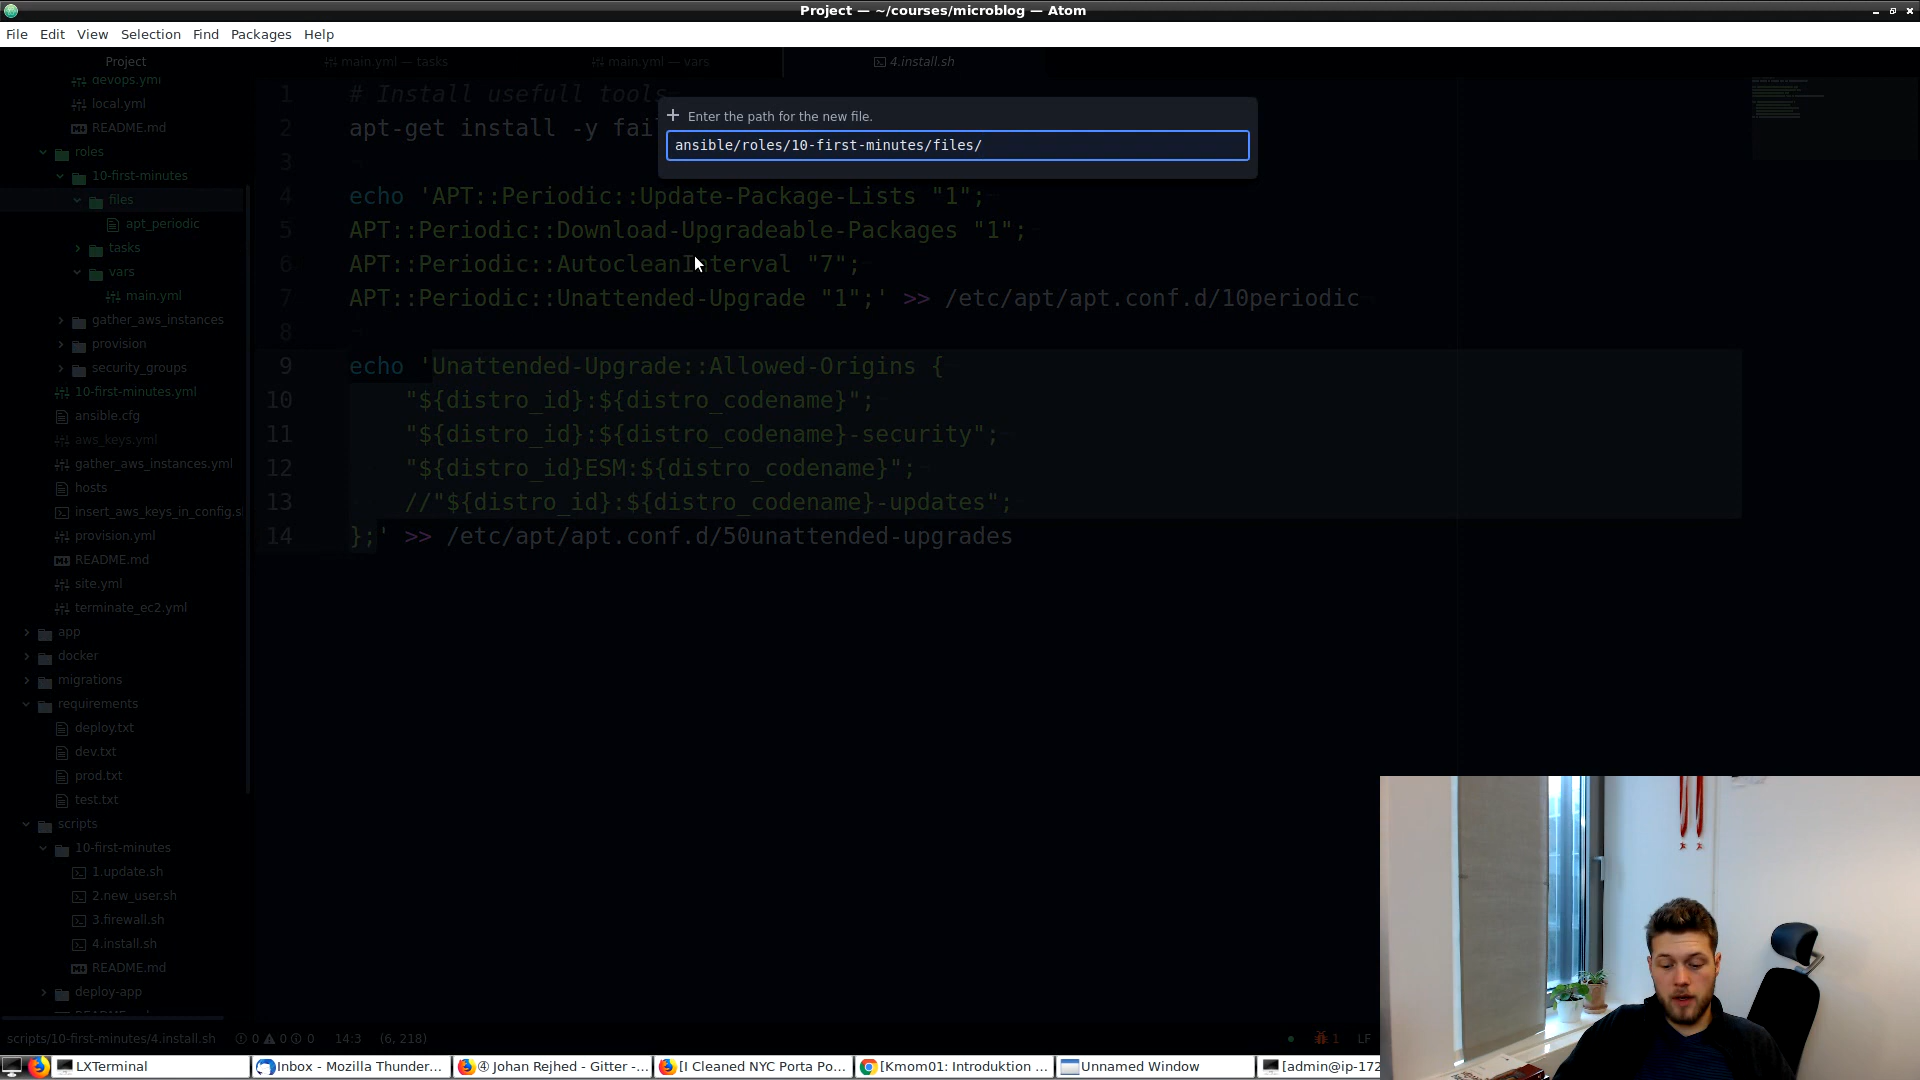 Project — ~/courses/microblog — Atom
File Edit View Selection Find Packages Help
Project
main.yml — tasks
main.yml — vars
4.install.sh
devops.yml
local.yml
README.md
roles
10-first-minutes
files
apt_periodic
tasks
vars
main.yml
gather_aws_instances
provision
security_groups
10-first-minutes.yml
ansible.cfg
aws_keys.yml
gather_aws_instances.yml
hosts
insert_aws_keys_in_config.s
provision.yml
README.md
site.yml
terminate_ec2.yml
app
docker
migrations
requirements
deploy.txt
dev.txt
prod.txt
test.txt
scripts
10-first-minutes
1.update.sh
2.new_user.sh
3.firewall.sh
4.install.sh
README.md
deploy-app
Enter the path for the new file.
ansible/roles/10-first-minutes/files/
1 # Install usefull tools
2 apt-get install -y fai
3
4 echo 'APT::Periodic::Update-Package-Lists "1";
5 APT::Periodic::Download-Upgradeable-Packages "1";
6 APT::Periodic::AutocleanInterval "7";
7 APT::Periodic::Unattended-Upgrade "1";' >> /etc/apt/apt.conf.d/10periodic
8
9 echo 'Unattended-Upgrade::Allowed-Origins {
10 "${distro_id}:${distro_codename}";
11 "${distro_id}:${distro_codename}-security";
12 "${distro_id}ESM:${distro_codename}";
13 //"${distro_id}:${distro_codename}-updates";
14 };' >> /etc/apt/apt.conf.d/50unattended-upgrades
scripts/10-first-minutes/4.install.sh 0 0 0 14:3 (6, 218) 1 LF
LXTerminal
Inbox - Mozilla Thunder...
④ Johan Rejhed - Gitter -...
[I Cleaned NYC Porta Po...
[Kmom01: Introduktion ...
Unnamed Window
[admin@ip-172